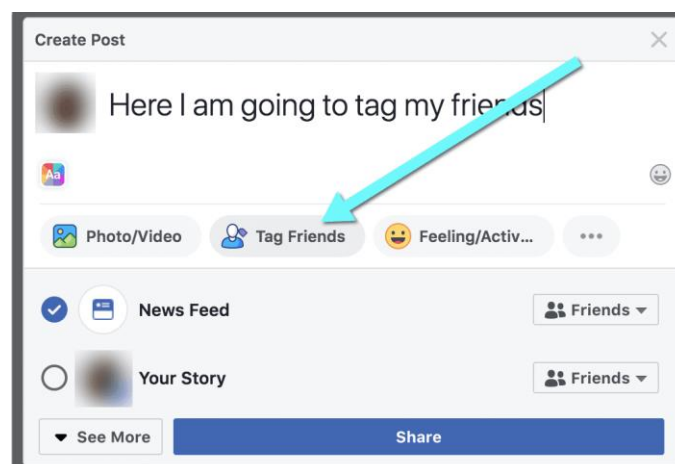 Create Post
Here I am going to tag my friends
Aa
Photo/Video Tag Friends Feeling/Activ...
News Feed Friends
Your Story Friends
See More Share